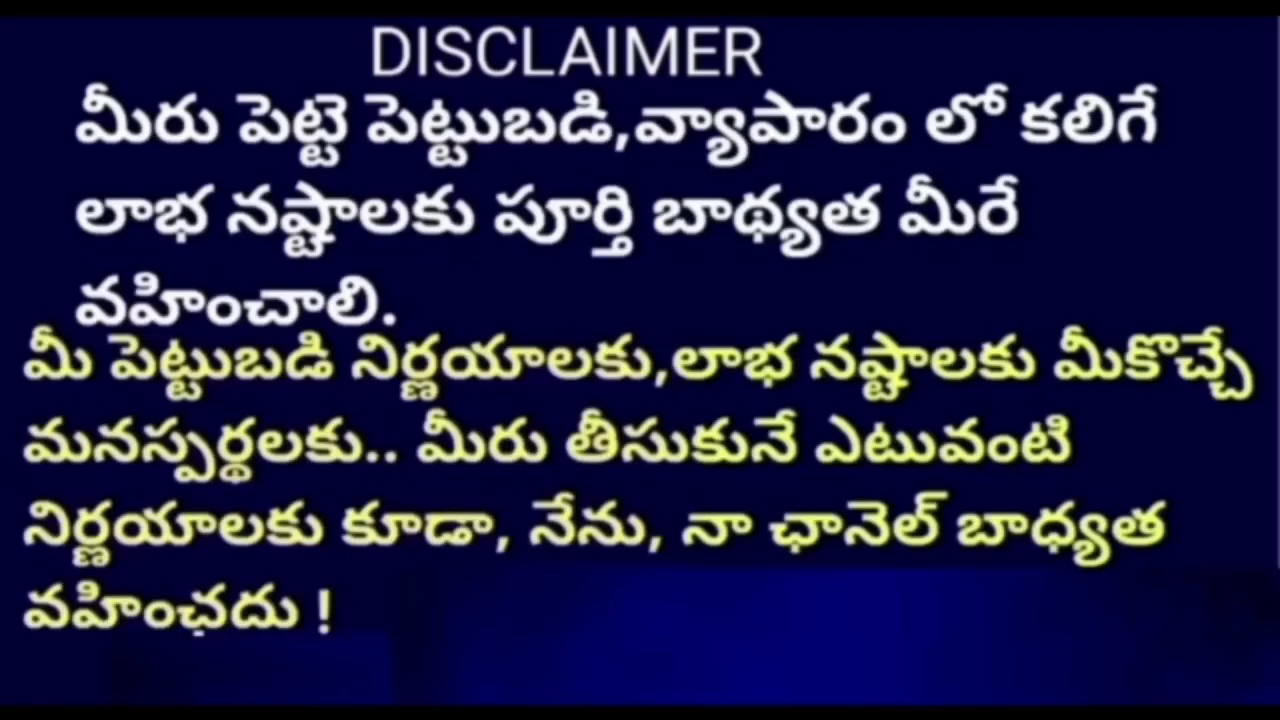 DISCLAIMER
మీరు పెట్టె పెట్టుబడి,వ్యాపారం లో కలిగే
లాభ నష్టాలకు పూర్తి బాథ్యత మీరే
వహించాలి.
మీ పెట్టుబడి నిర్ణయాలకు,లాభ నష్టాలకు మీకొచ్చే
మనస్పర్థలకు.. మీరు తీసుకునే ఎటువంటి
నిర్ణయాలకు కూడా, నేను, నా ఛానెల్ బాధ్యత
వహించదు !